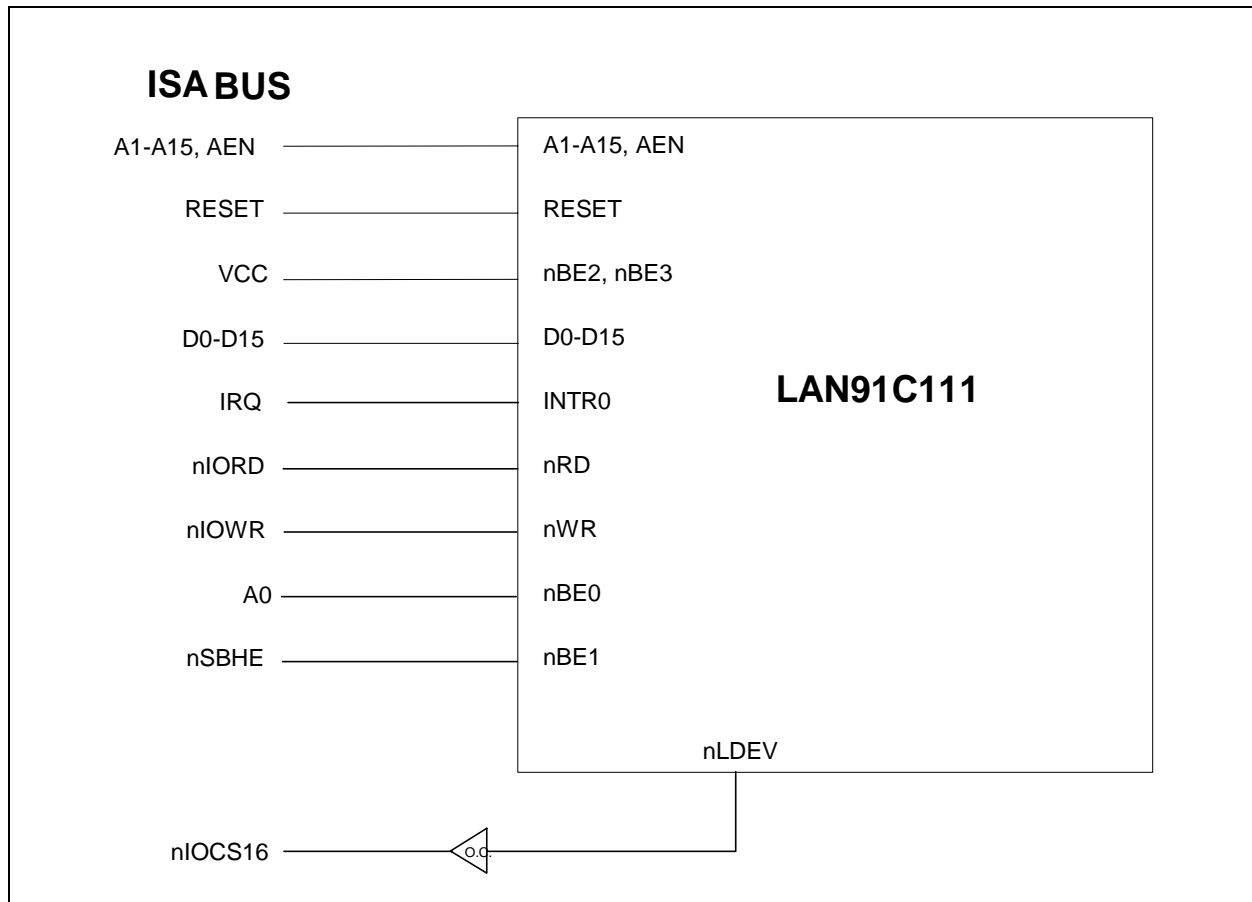 ISA BUS
A1-A15, AEN A1-A15, AEN
RESET RESET
VCC nBE2, nBE3
D0-D15 D0-D15
LAN91C111
IRQ INTR0
nIORD nRD
nIOWR nWR
A0 nBE0
nSBHE nBE1
nLDEV
nIOCS16 O.C.